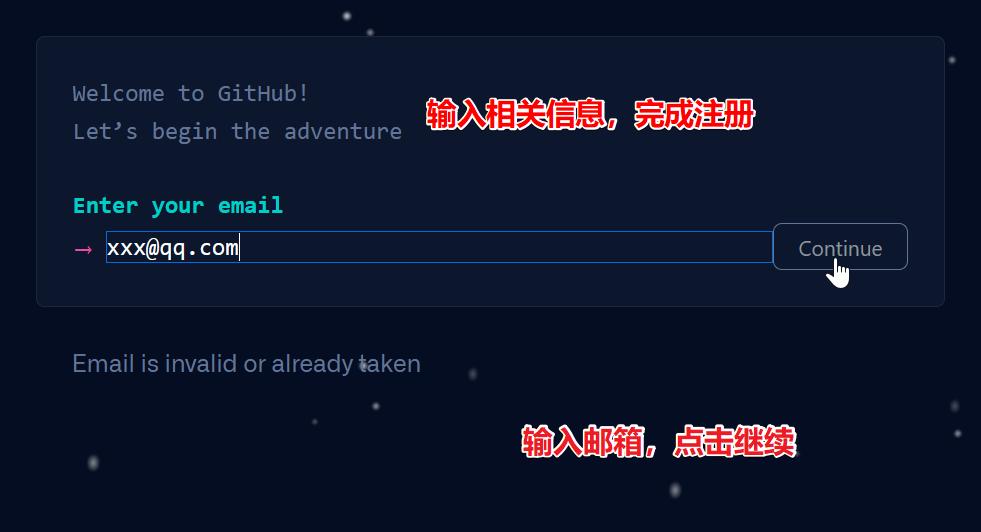 Welcome to GitHub!
输入相关信息，完成注册
Let’s begin the adventure
Enter your email
→ xxx@qq.com
Continue
Email is invalid or already taken
输入邮箱，点击继续